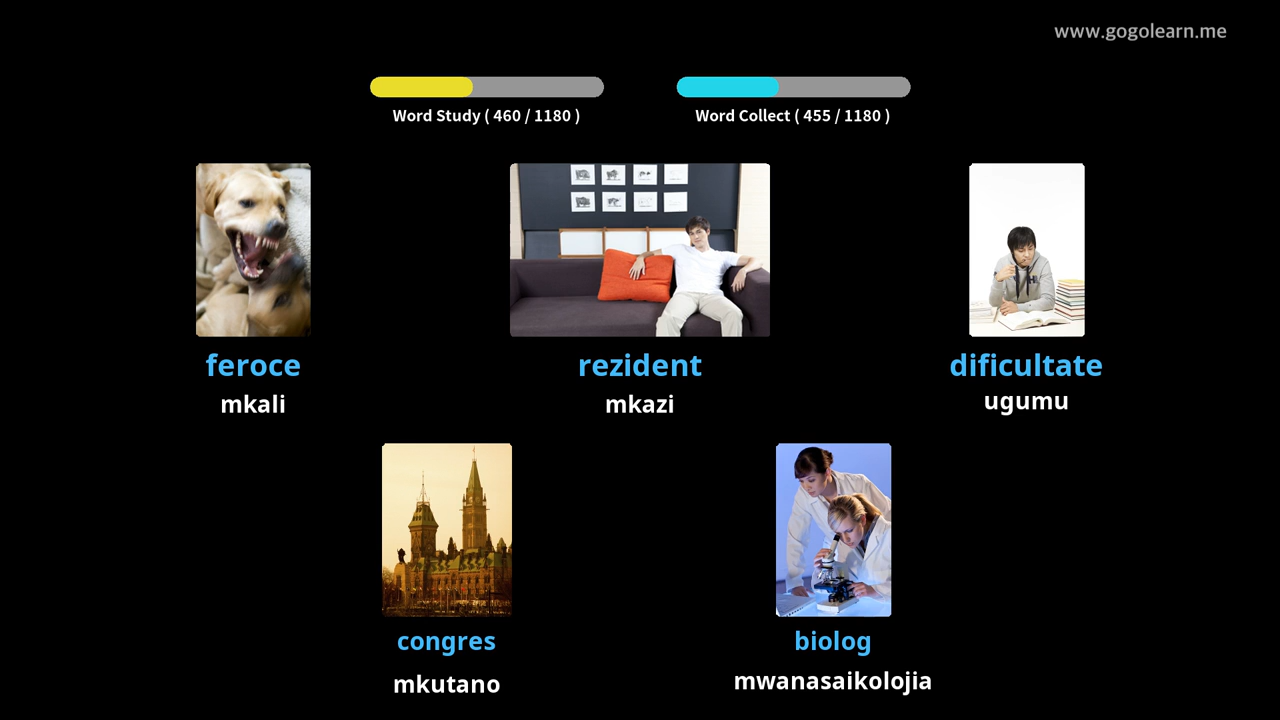 www.gogolearn.me
Word Study ( 460 / 1180 )
Word Collect ( 455 / 1180 )
feroce
mkali
rezident
mkazi
dificultate
ugumu
congres
mkutano
biolog
mwanasaikolojia